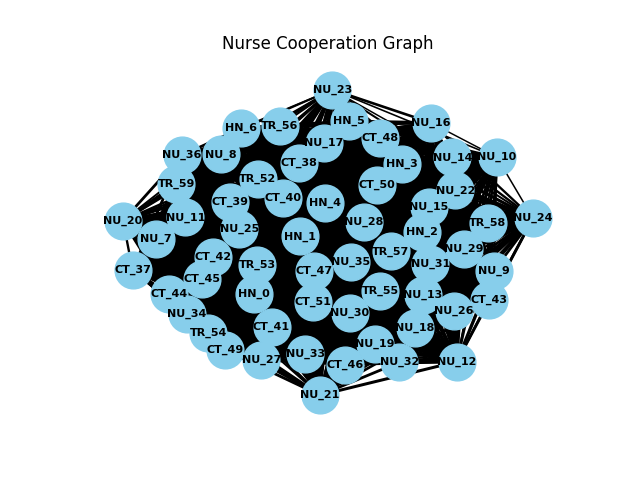 Nurse Cooperation Graph
NU_23
HN_5
NU_16
TR_56
HN_6
CT_48
NU_17
NU_36
NU_8
NU_14
NU_10
CT_38
HN_3
TR_52
TR_59
CT_50
NU_22
CT_40
CT_39
HN_4
NU_15
NU_11
NU_20
NU_28
TR_58
NU_24
NU_25
HN_2
NU_7
HN_1
NU_29
TR_57
CT_42
NU_35
TR_53
NU_31
CT_37
CT_47
NU_9
CT_45
CT_44
HN_0
TR_55
NU_13
CT_43
CT_51
NU_34
NU_30
NU_26
CT_41
NU_18
TR_54
NU_19
CT_49
NU_33
NU_27
CT_46
NU_32
NU_12
NU_21